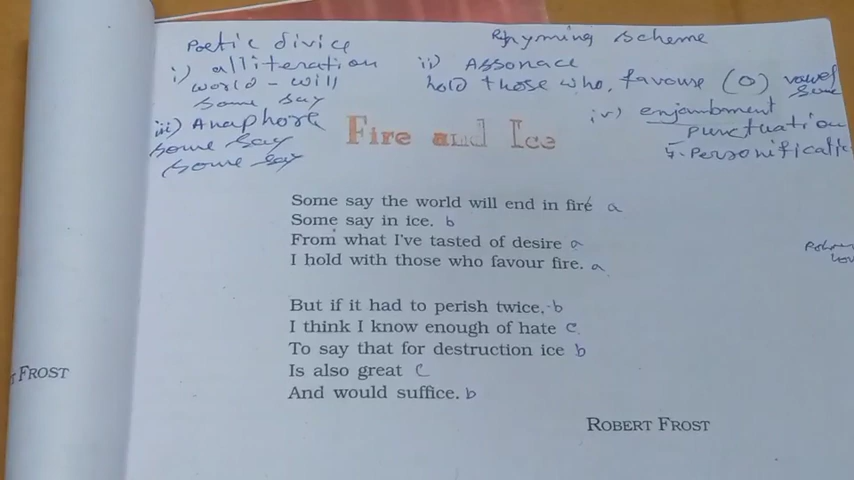 Poetic divice
Rhyming scheme
i) alliteration
world - will
some say
ii) Assonace
hold those who, favour (o) vowel
iii) Anaphore
some say
some say
iv) enjambment
punctuation
5. Personificatic
Fire and Ice
Some say the world will end in fire a
Some say in ice. b
From what I've tasted of desire a
I hold with those who favour fire. a
But if it had to perish twice, b
I think I know enough of hate c
To say that for destruction ice b
Is also great c
And would suffice. b
ROBERT FROST
FROST